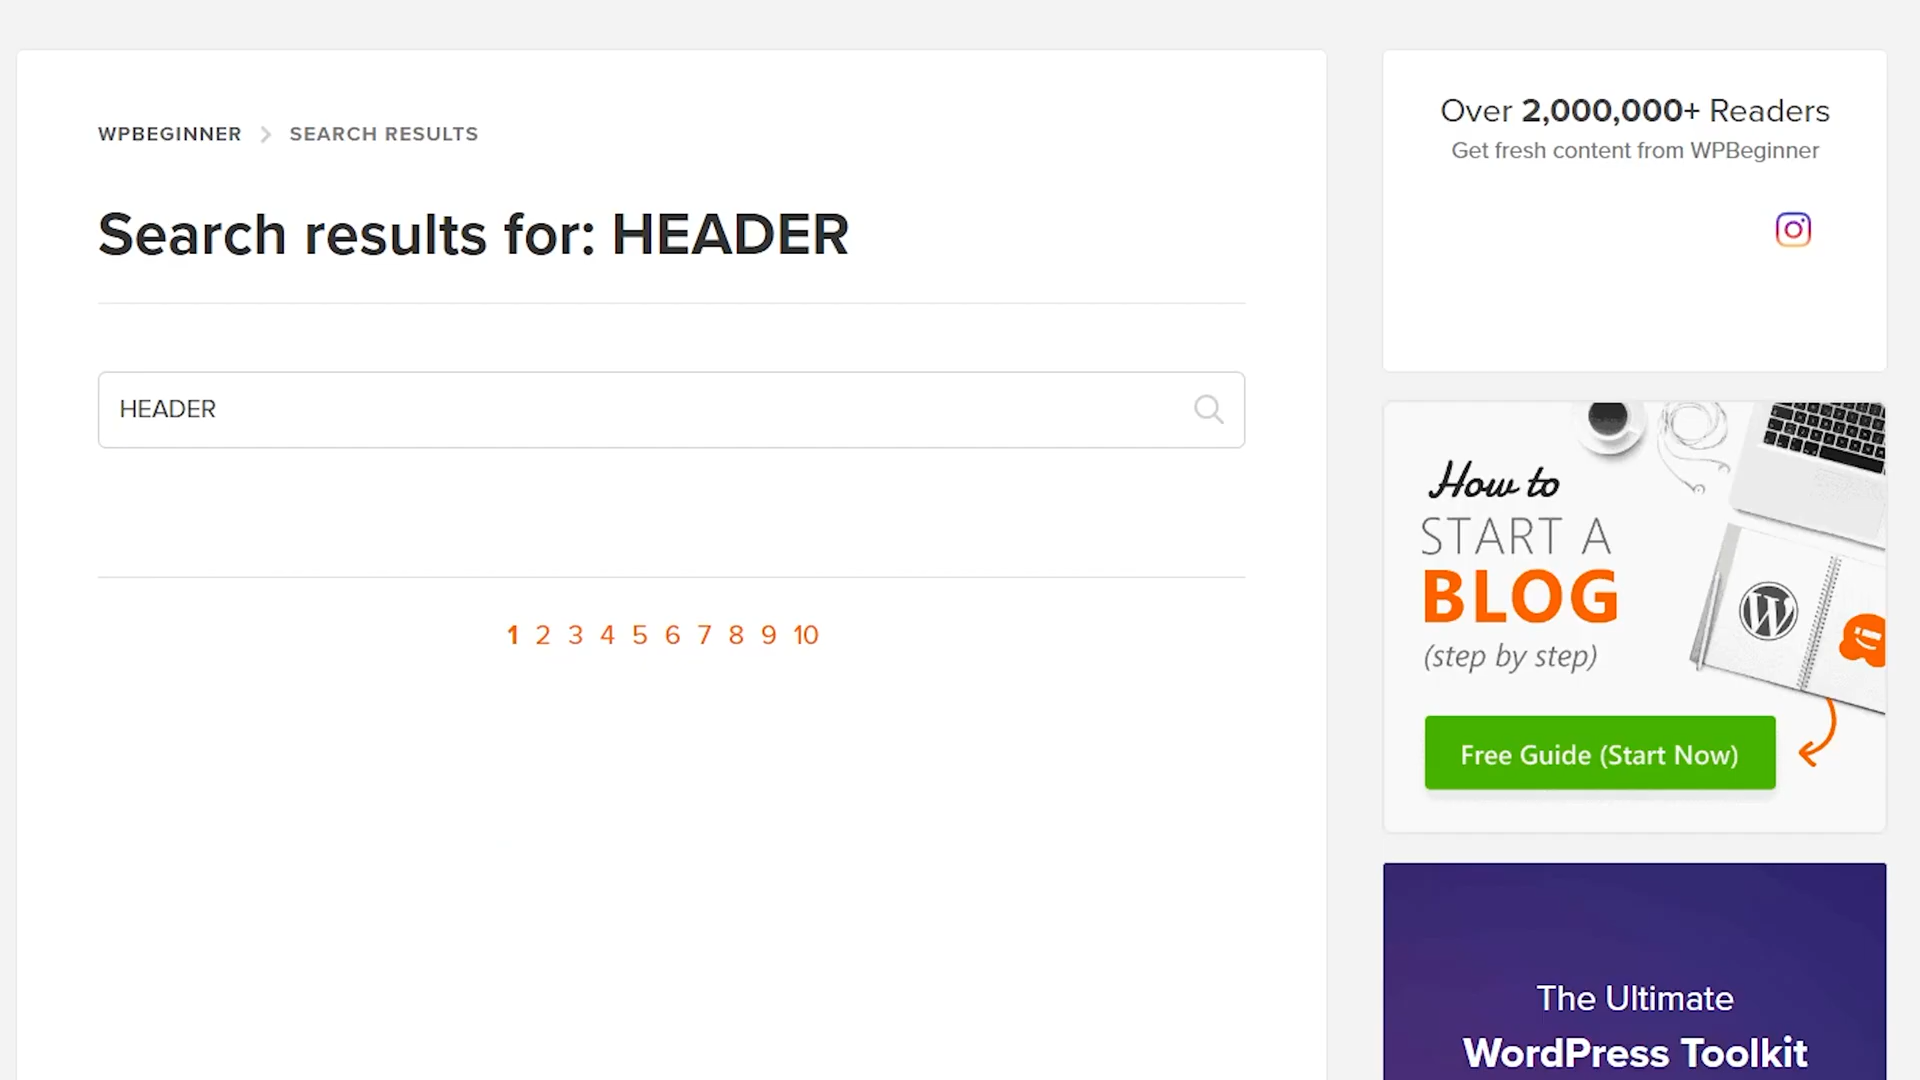 WPBEGINNER > SEARCH RESULTS
Search results for: HEADER
HEADER
1 2 3 4 5 6 7 8 9 10
Over 2,000,000+ Readers
Get fresh content from WPBeginner
How to
START A
BLOG
(step by step)
Free Guide (Start Now)
The Ultimate
WordPress Toolkit